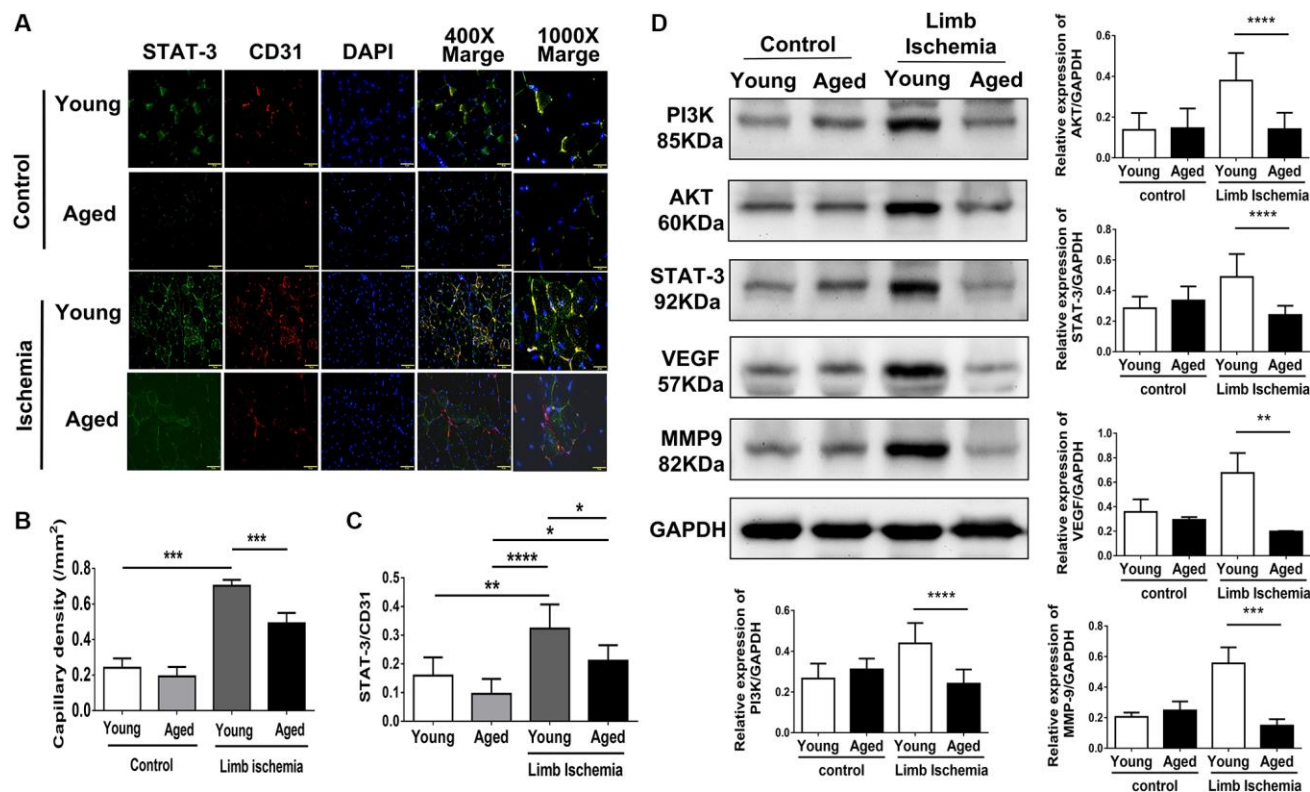 A
STAT-3 CD31 DAPI 400X Marge 1000X Marge
Control
Young
Aged
Ischemia
Young
Aged
B
Capillary density (/mm²)
0.8
0.6
0.4
0.2
0.0
*** ***
Young Aged Young Aged
Control Limb ischemia
C
STAT-3/CD31
0.5
0.4
0.3
0.2
0.1
0.0
*
*
****
**
Young Aged Young Aged
Limb Ischemia
D
Control Limb Ischemia
Young Aged Young Aged
PI3K
85KDa
AKT
60KDa
STAT-3
92KDa
VEGF
57KDa
MMP9
82KDa
GAPDH
Relative expression of
PI3K/GAPDH
0.6
0.4
0.2
0.0
****
Young Aged Young Aged
control Limb Ischemia
Relative expression of
AKT/GAPDH
0.6
0.4
0.2
0.0
****
Young Aged Young Aged
control Limb Ischemia
Relative expression of
STAT-3/GAPDH
0.8
0.6
0.4
0.2
0.0
****
Young Aged Young Aged
control Limb Ischemia
Relative expression of
VEGF/GAPDH
1.0
0.8
0.6
0.4
0.2
0.0
**
Young Aged Young Aged
control Limb Ischemia
Relative expression of
MMP-9/GAPDH
0.8
0.6
0.4
0.2
0.0
***
Young Aged Young Aged
control Limb Ischemia